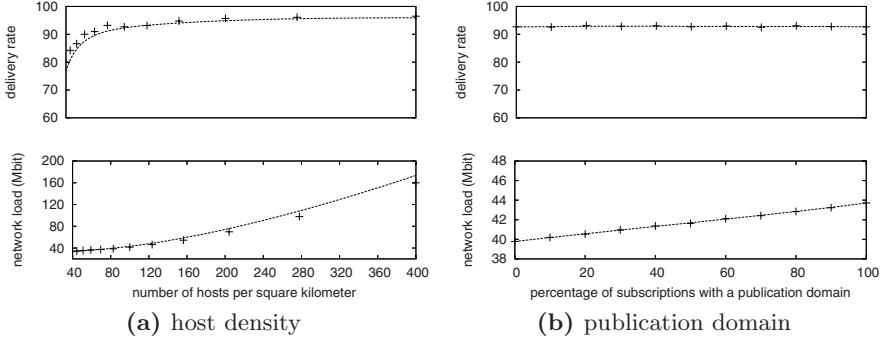 100
90
80
70
60
delivery rate
200
160
120
80
40
network load (Mbit)
40 80 120 160 200 240 280 320 360 400
number of hosts per square kilometer
(a) host density
100
90
80
70
60
delivery rate
48
46
44
42
40
38
network load (Mbit)
0 20 40 60 80 100
percentage of subscriptions with a publication domain
(b) publication domain